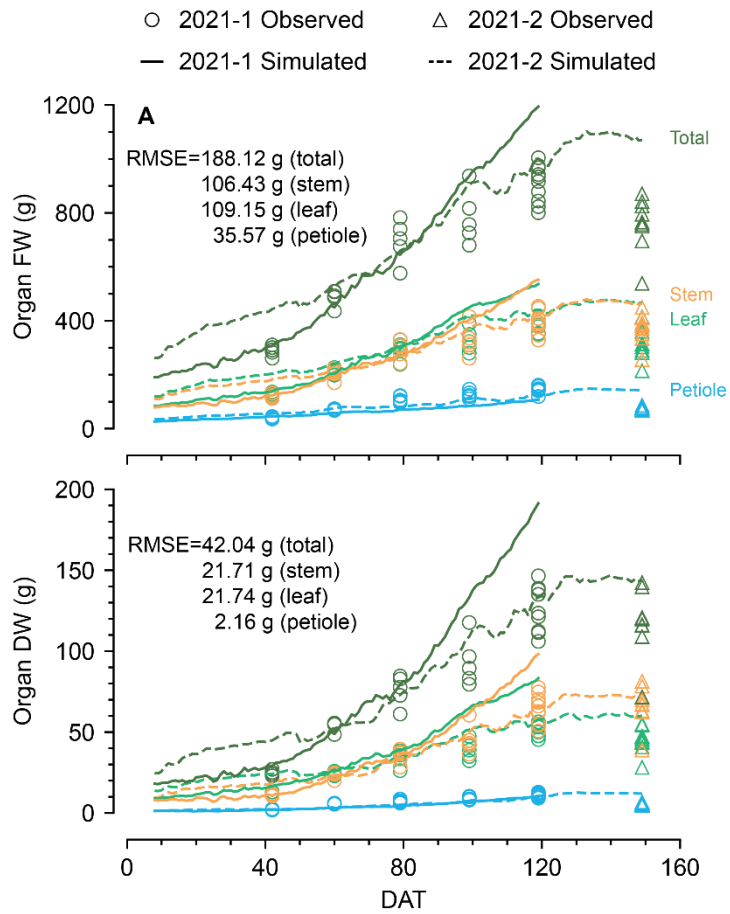 2021-1 Observed
2021-2 Observed
2021-1 Simulated
2021-2 Simulated
A
RMSE=188.12 g (total)
106.43 g (stem)
109.15 g (leaf)
35.57 g (petiole)
Organ FW (g)
1200
800
400
0
Total
Stem
Leaf
Petiole
RMSE=42.04 g (total)
21.71 g (stem)
21.74 g (leaf)
2.16 g (petiole)
Organ DW (g)
200
150
100
50
0
0 40 80 120 160
DAT